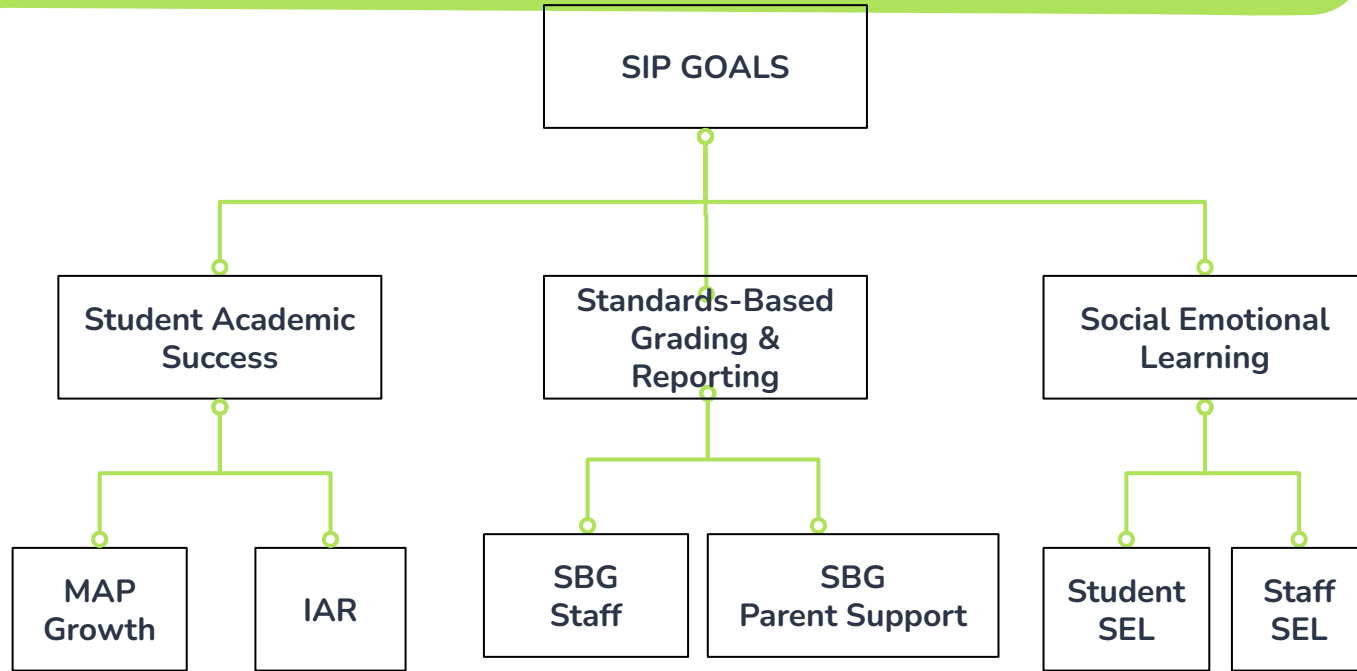 SIP GOALS
Student Academic
Success
Standards-Based
Grading &
Reporting
Social Emotional
Learning
MAP
Growth
IAR
SBG
Staff
SBG
Parent Support
Student
SEL
Staff
SEL